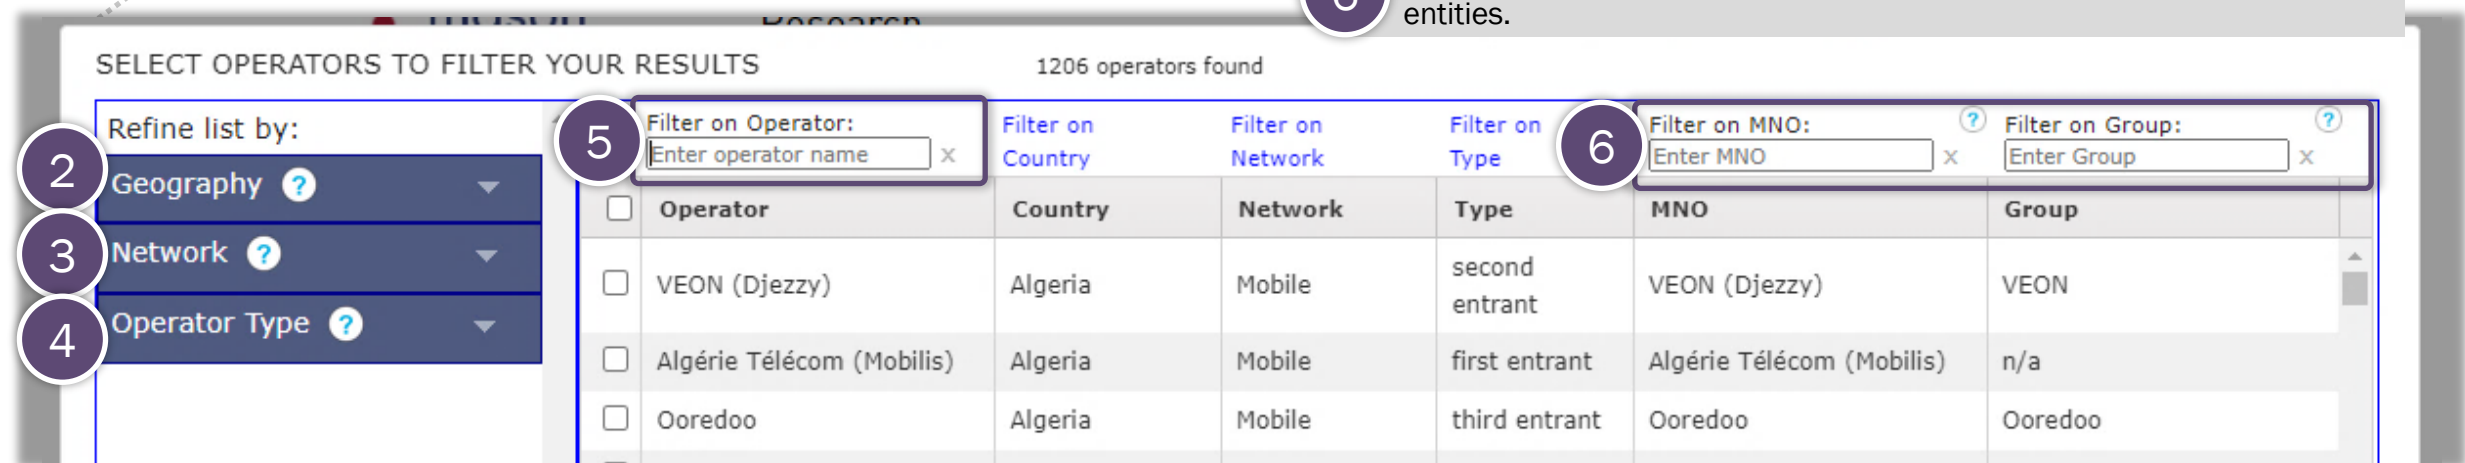 Research
6
entities.
SELECT OPERATORS TO FILTER YOUR RESULTS
1206 operators found
Refine list by:
2
Geography ?
3
Network ?
4
Operator Type ?
5
Filter on Operator:
Enter operator name x
Filter on
Country
Filter on
Network
Filter on
Type
6
Filter on MNO: ?
Enter MNO x
Filter on Group: ?
Enter Group x
Operator Country Network Type MNO Group
VEON (Djezzy) Algeria Mobile second entrant VEON (Djezzy) VEON
Algérie Télécom (Mobilis) Algeria Mobile first entrant Algérie Télécom (Mobilis) n/a
Ooredoo Algeria Mobile third entrant Ooredoo Ooredoo